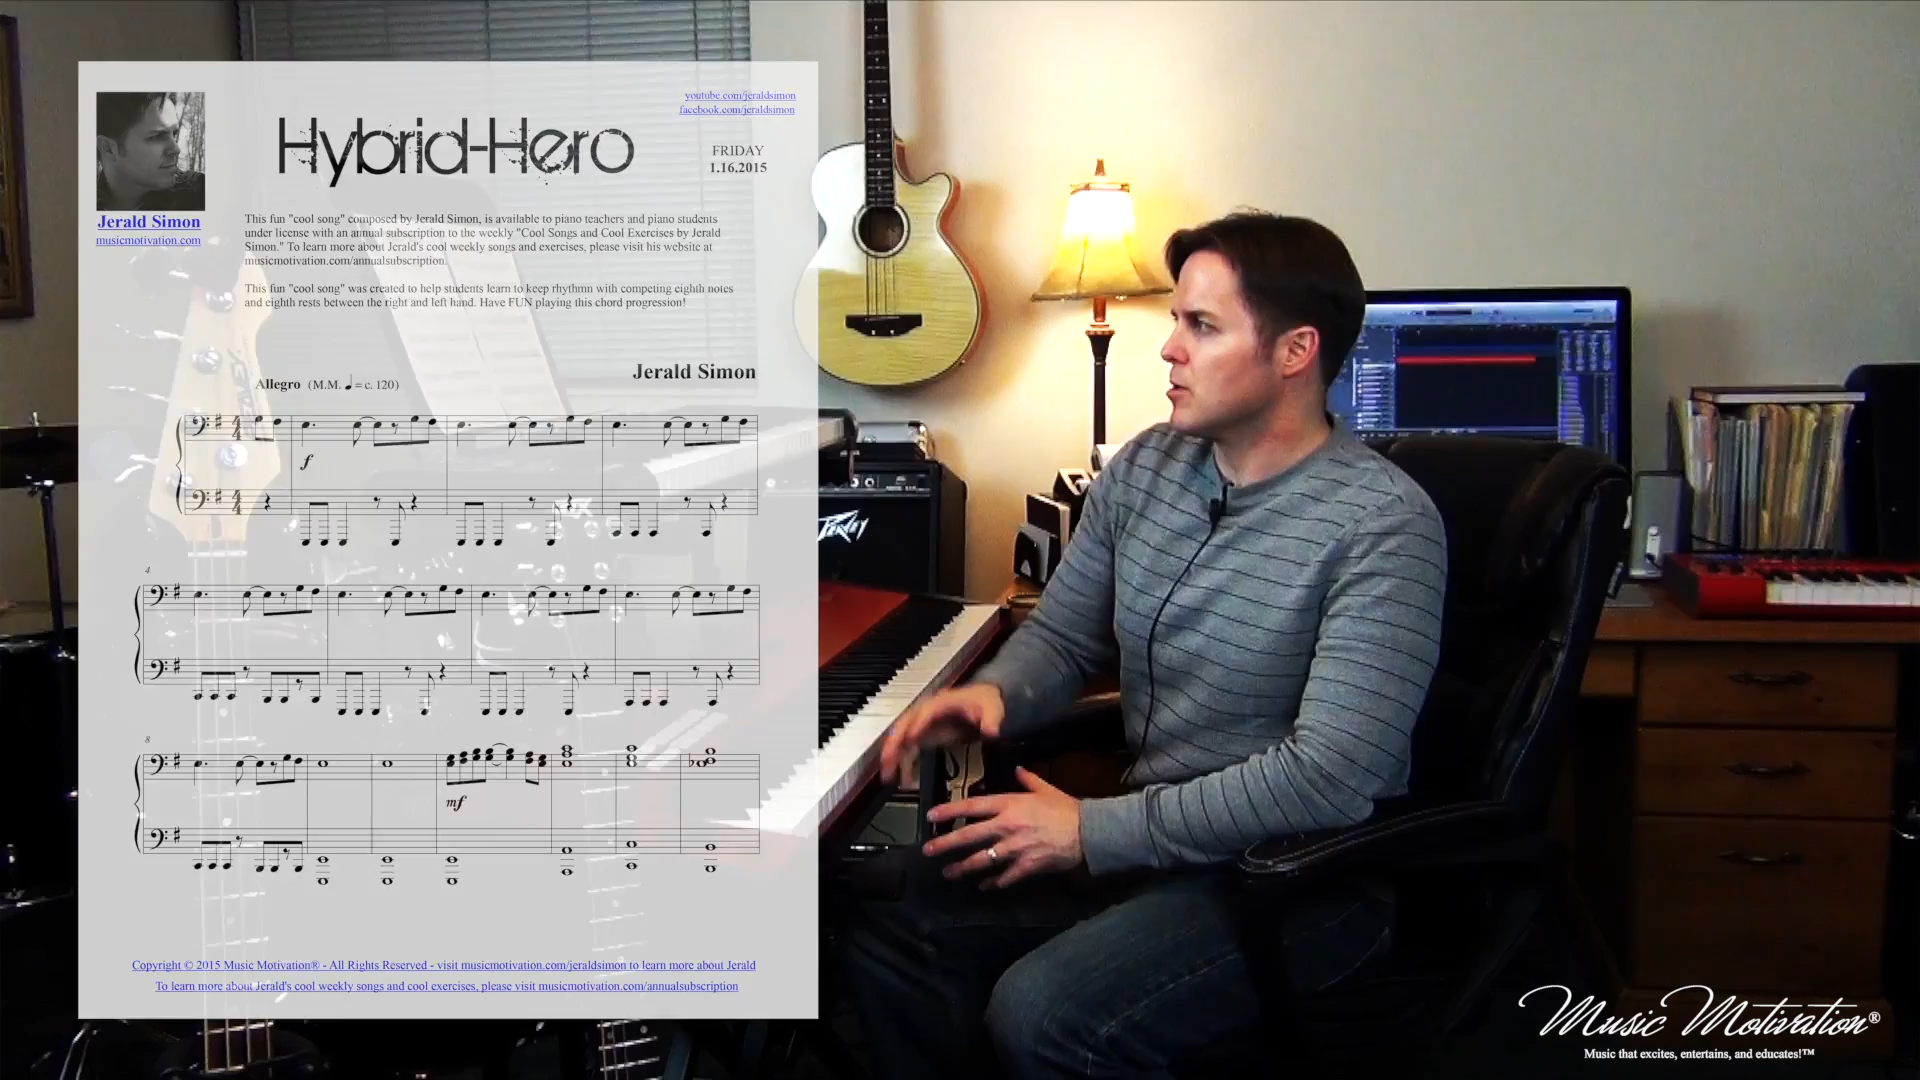 youtube.com/jeraldsimon
facebook.com/jeraldsimon
Hybrid-Hero
FRIDAY
1.16.2015
Jerald Simon
musicmotivation.com
This fun "cool song" composed by Jerald Simon, is available to piano teachers and piano students
under license with an annual subscription to the weekly "Cool Songs and Cool Exercises by Jerald
Simon." To learn more about Jerald's cool weekly songs and exercises, please visit his website at
musicmotivation.com/annualsubscription.
This fun "cool song" was created to help students learn to keep rhythmn with competing eighth notes
and eighth rests between the right and left hand. Have FUN playing this chord progression!
Jerald Simon
Allegro (M.M. ♩ = c. 120)
f
4
8
mf
Copyright © 2015 Music Motivation® - All Rights Reserved - visit musicmotivation.com/jeraldsimon to learn more about Jerald
To learn more about Jerald's cool weekly songs and cool exercises, please visit musicmotivation.com/annualsubscription
PEAVEY
Music Motivation®
Music that excites, entertains, and educates!™